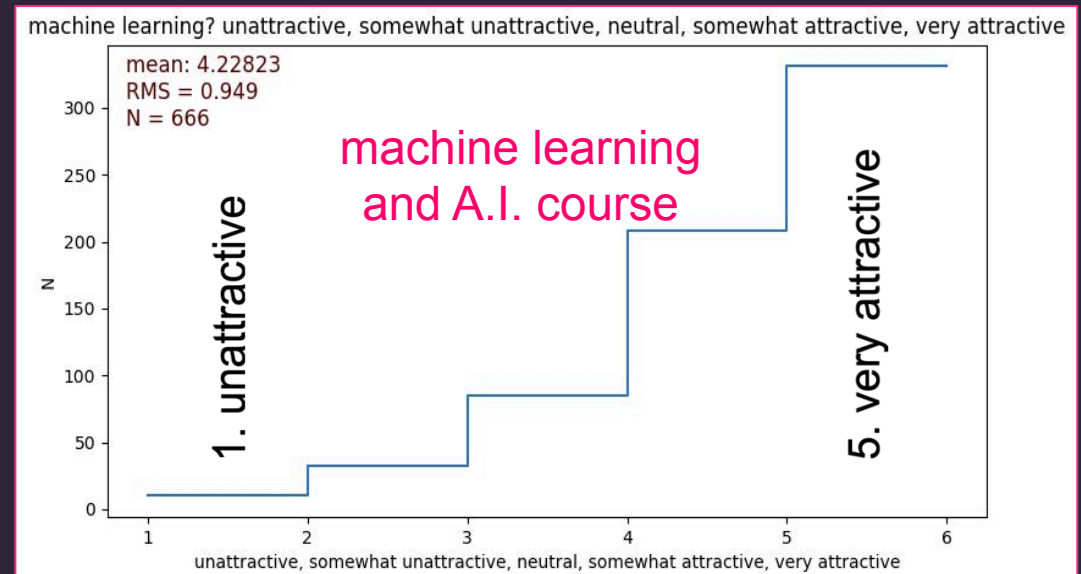 machine learning? unattractive, somewhat unattractive, neutral, somewhat attractive, very attractive
mean: 4.22823
RMS = 0.949
N = 666
machine learning
and A.I. course
1. unattractive
5. very attractive
N
300
250
200
150
100
50
0
1 2 3 4 5 6
unattractive, somewhat unattractive, neutral, somewhat attractive, very attractive